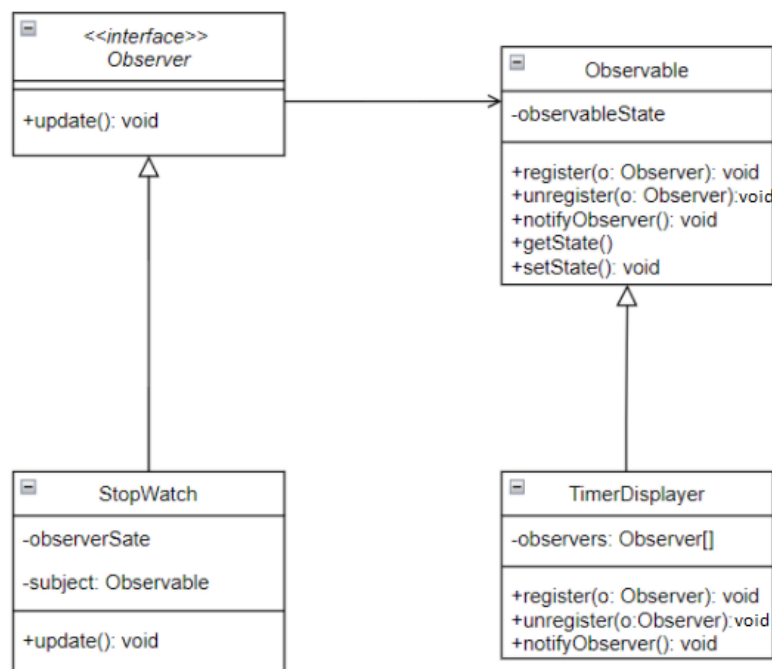 <<interface>>
Observer
+update(): void
Observable
-observableState
+register(o: Observer): void
+unregister(o: Observer):void
+notifyObserver(): void
+getState()
+setState(): void
StopWatch
-observerSate
-subject: Observable
+update(): void
TimerDisplayer
-observers: Observer[]
+register(o: Observer): void
+unregister(o:Observer):void
+notifyObserver(): void